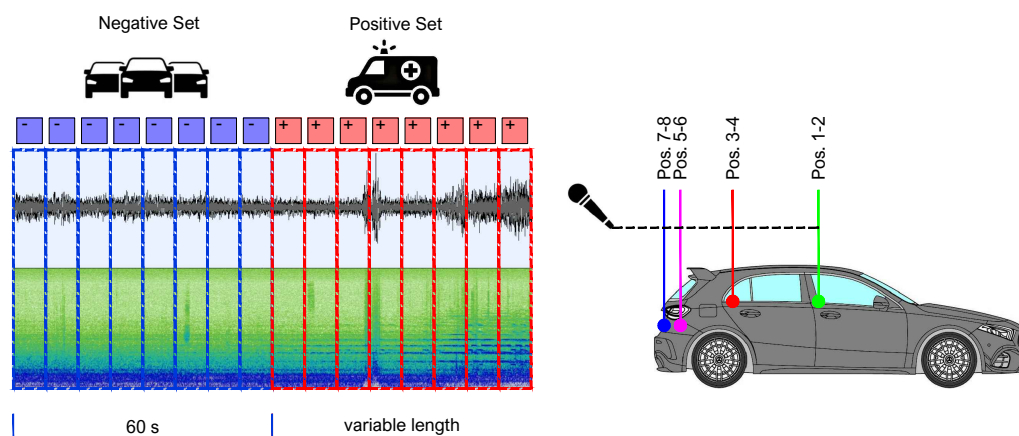 Negative Set
Positive Set
- - - - - - - - + + + + + + + +
Pos. 7-8
Pos. 5-6
Pos. 3-4
Pos. 1-2
60 s
variable length